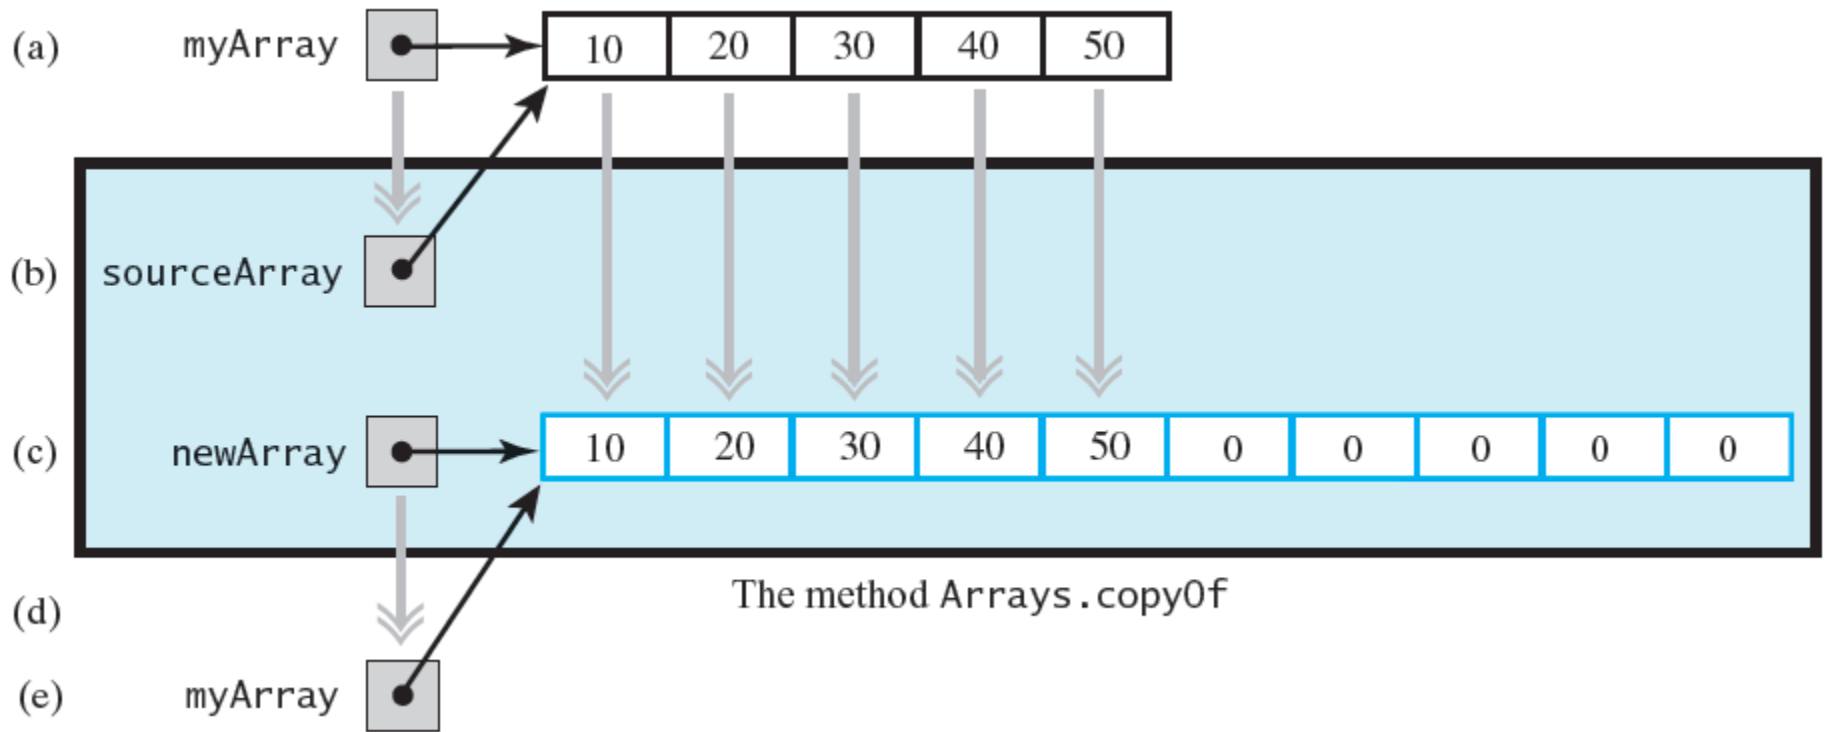 (a) myArray 10 20 30 40 50
(b) sourceArray
(c) newArray 10 20 30 40 50 0 0 0 0 0
The method Arrays.copyOf
(d)
(e) myArray